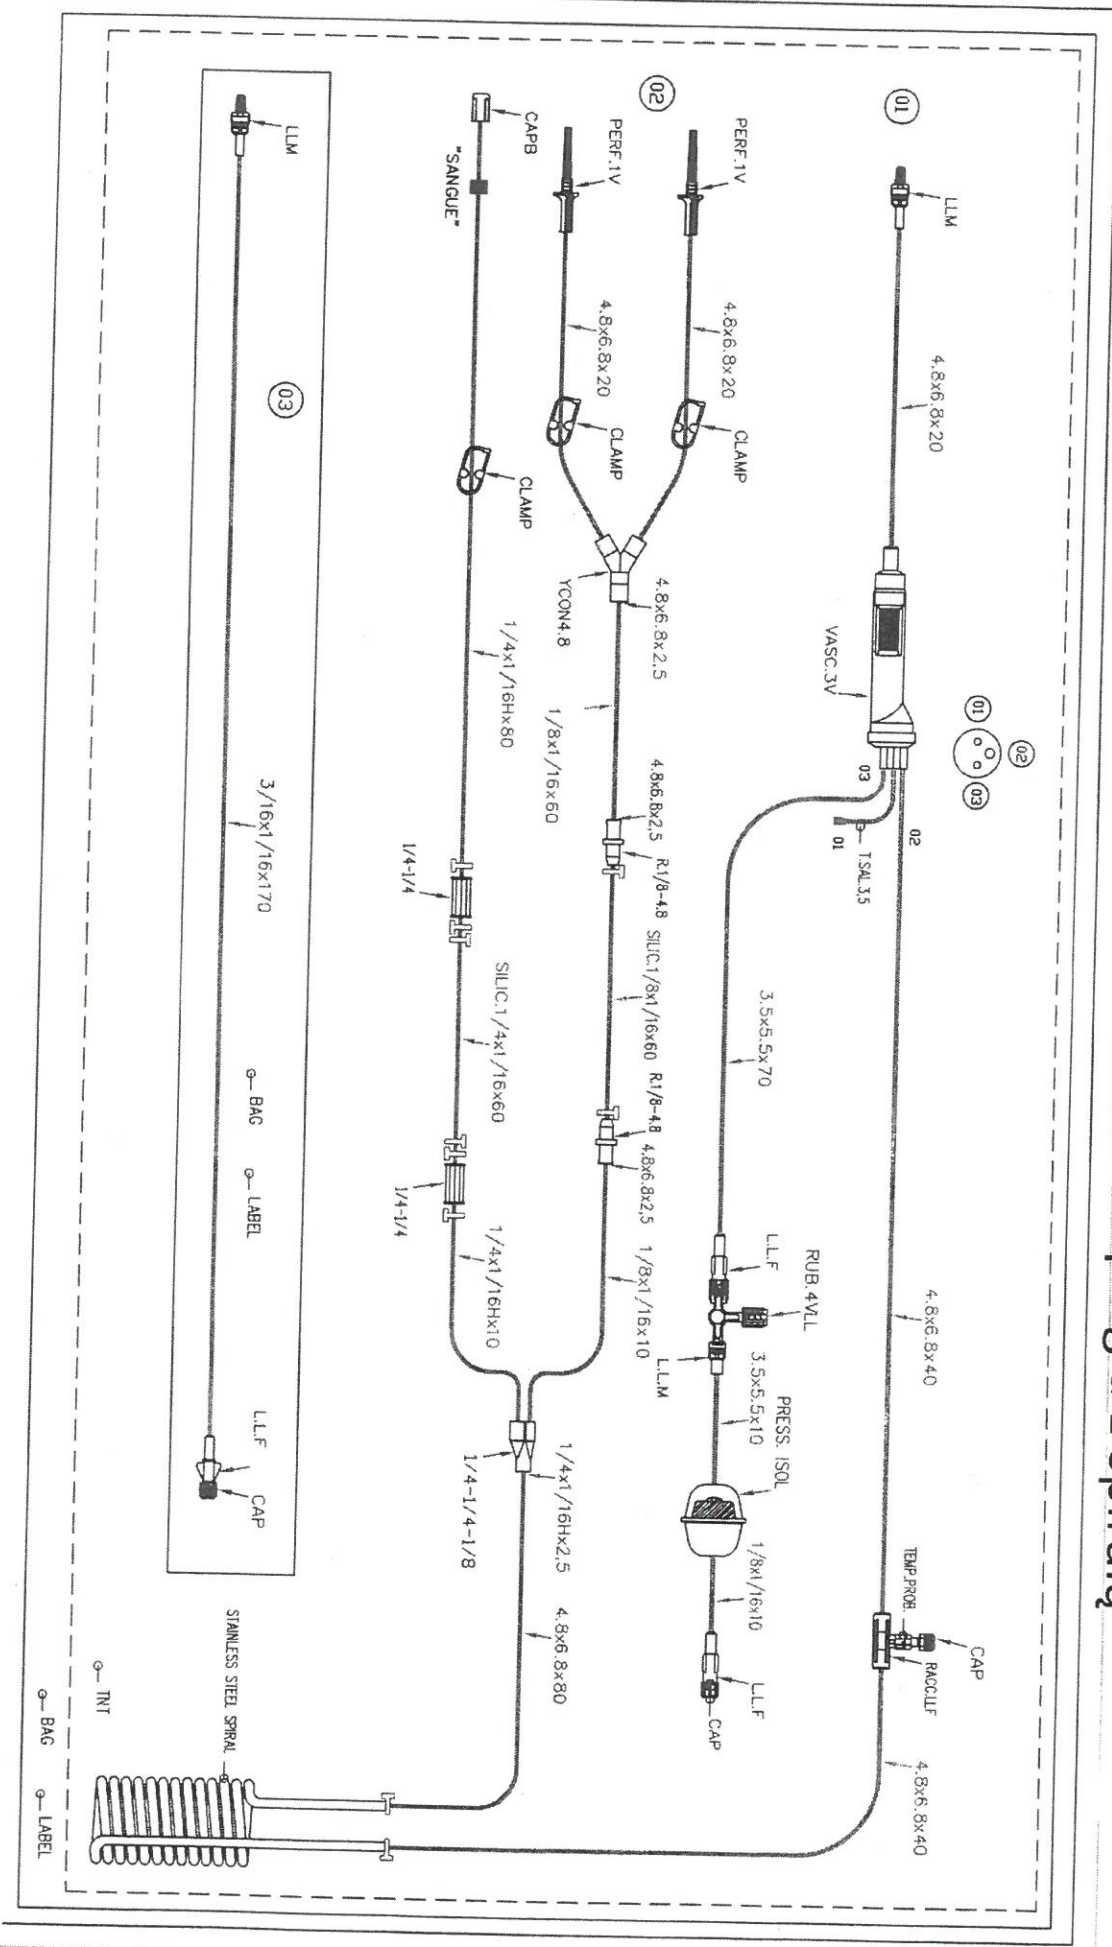 01
LLM
4.8x6.8x20
VASC.3V
01
02
03
03
02
01
T.SAL3,5
4.8x6.8x40
CAP
TEMP.PROB.
RACC.LLF
4.8x6.8x40
3.5x5.5x70
L.L.F
RUB.4VLL
L.L.M
3.5x5.5x10
PRESS. ISOL
1/8x1/16x10
L.L.F
CAP
02
PERF.1V
4.8x6.8x20
CLAMP
PERF.1V
4.8x6.8x20
CLAMP
YCON4.8
4.8x6.8x2,5
1/8x1/16x60
4.8x6.8x2,5
R.1/8-4.8
SILIC.1/8x1/16x60
R.1/8-4.8
4.8x6.8x2,5
1/8x1/16x10
CAPB
"SANGUE"
CLAMP
1/4x1/16Hx80
1/4-1/4
SILIC.1/4x1/16x60
1/4-1/4
1/4x1/16Hx10
1/4x1/16Hx2,5
1/4-1/4-1/8
4.8x6.8x80
STAINLESS STEEL SPIRAL
LLM
03
3/16x1/16x170
BAG
LABEL
L.L.F
CAP
TNT
BAG
LABEL